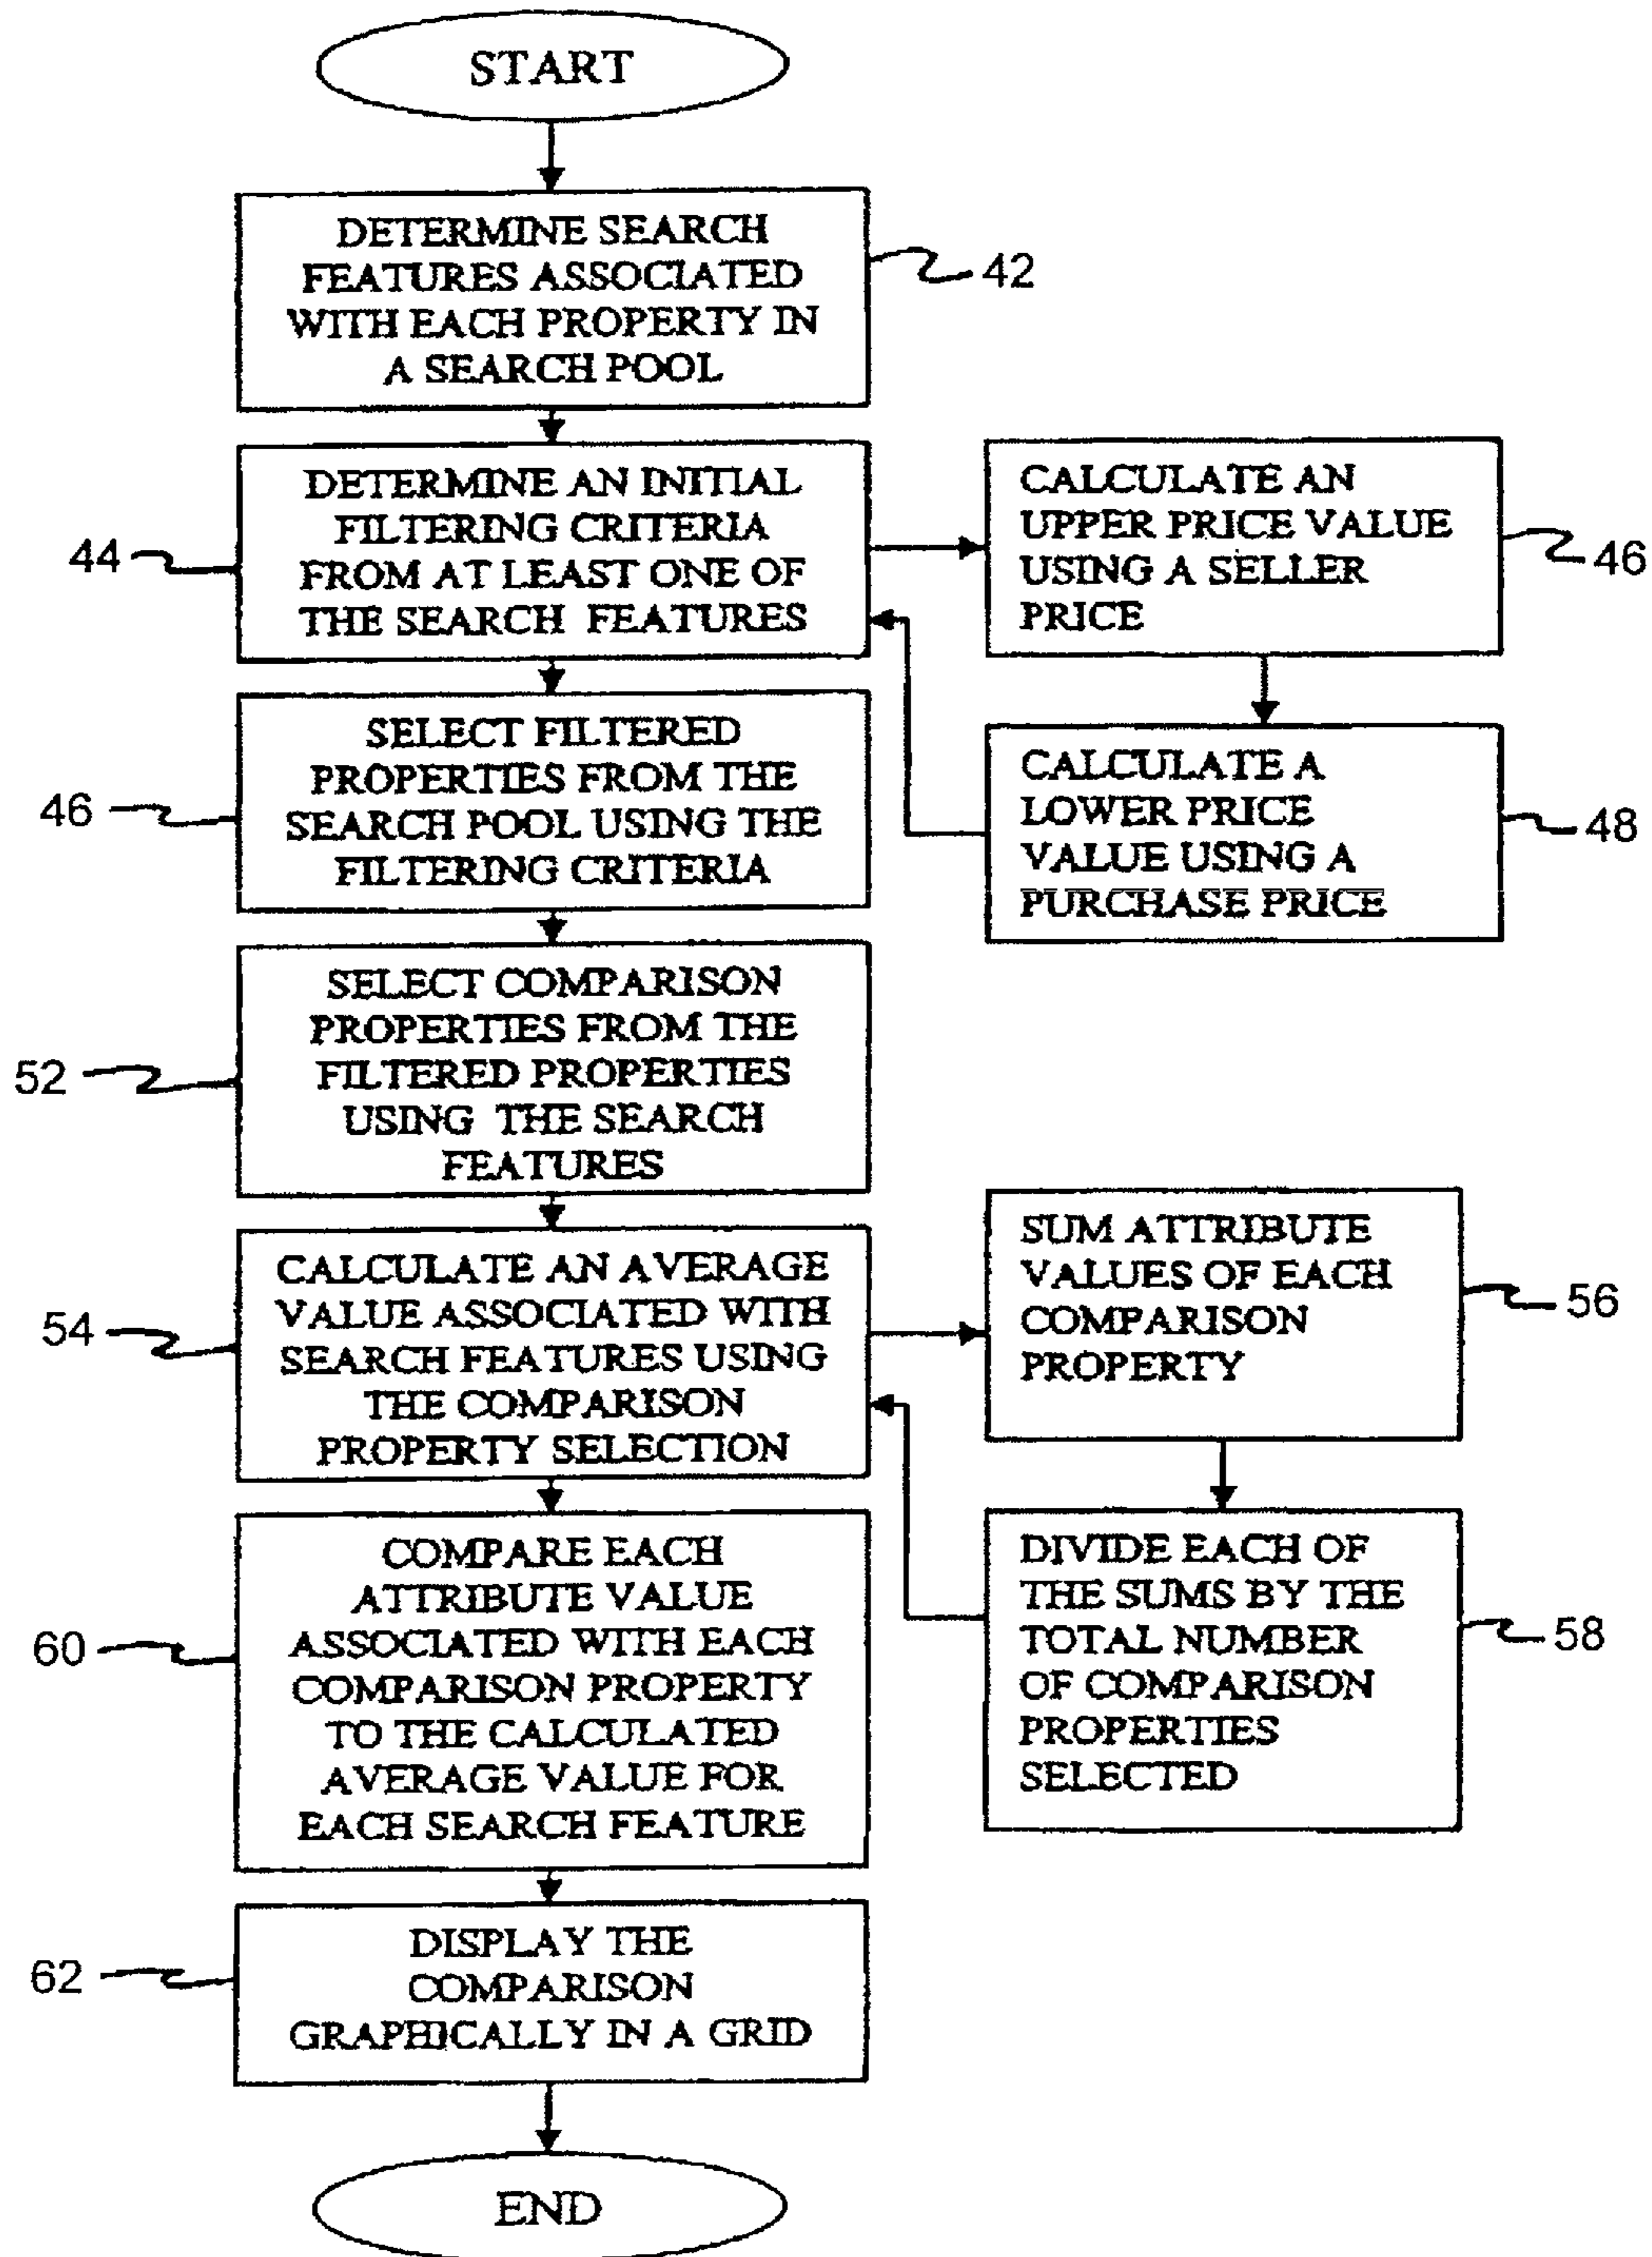 START
DETERMINE SEARCH
FEATURES ASSOCIATED
WITH EACH PROPERTY IN
A SEARCH POOL
42
DETERMINE AN INITIAL
FILTERING CRITERIA
FROM AT LEAST ONE OF
THE SEARCH FEATURES
44
CALCULATE AN
UPPER PRICE VALUE
USING A SELLER
PRICE
46
SELECT FILTERED
PROPERTIES FROM THE
SEARCH POOL USING THE
FILTERING CRITERIA
46
CALCULATE A
LOWER PRICE
VALUE USING A
PURCHASE PRICE
48
SELECT COMPARISON
PROPERTIES FROM THE
FILTERED PROPERTIES
USING THE SEARCH
FEATURES
52
CALCULATE AN AVERAGE
VALUE ASSOCIATED WITH
SEARCH FEATURES USING
THE COMPARISON
PROPERTY SELECTION
54
SUM ATTRIBUTE
VALUES OF EACH
COMPARISON
PROPERTY
56
COMPARE EACH
ATTRIBUTE VALUE
ASSOCIATED WITH EACH
COMPARISON PROPERTY
TO THE CALCULATED
AVERAGE VALUE FOR
EACH SEARCH FEATURE
60
DIVIDE EACH OF
THE SUMS BY THE
TOTAL NUMBER
OF COMPARISON
PROPERTIES
SELECTED
58
DISPLAY THE
COMPARISON
GRAPHICALLY IN A GRID
62
END